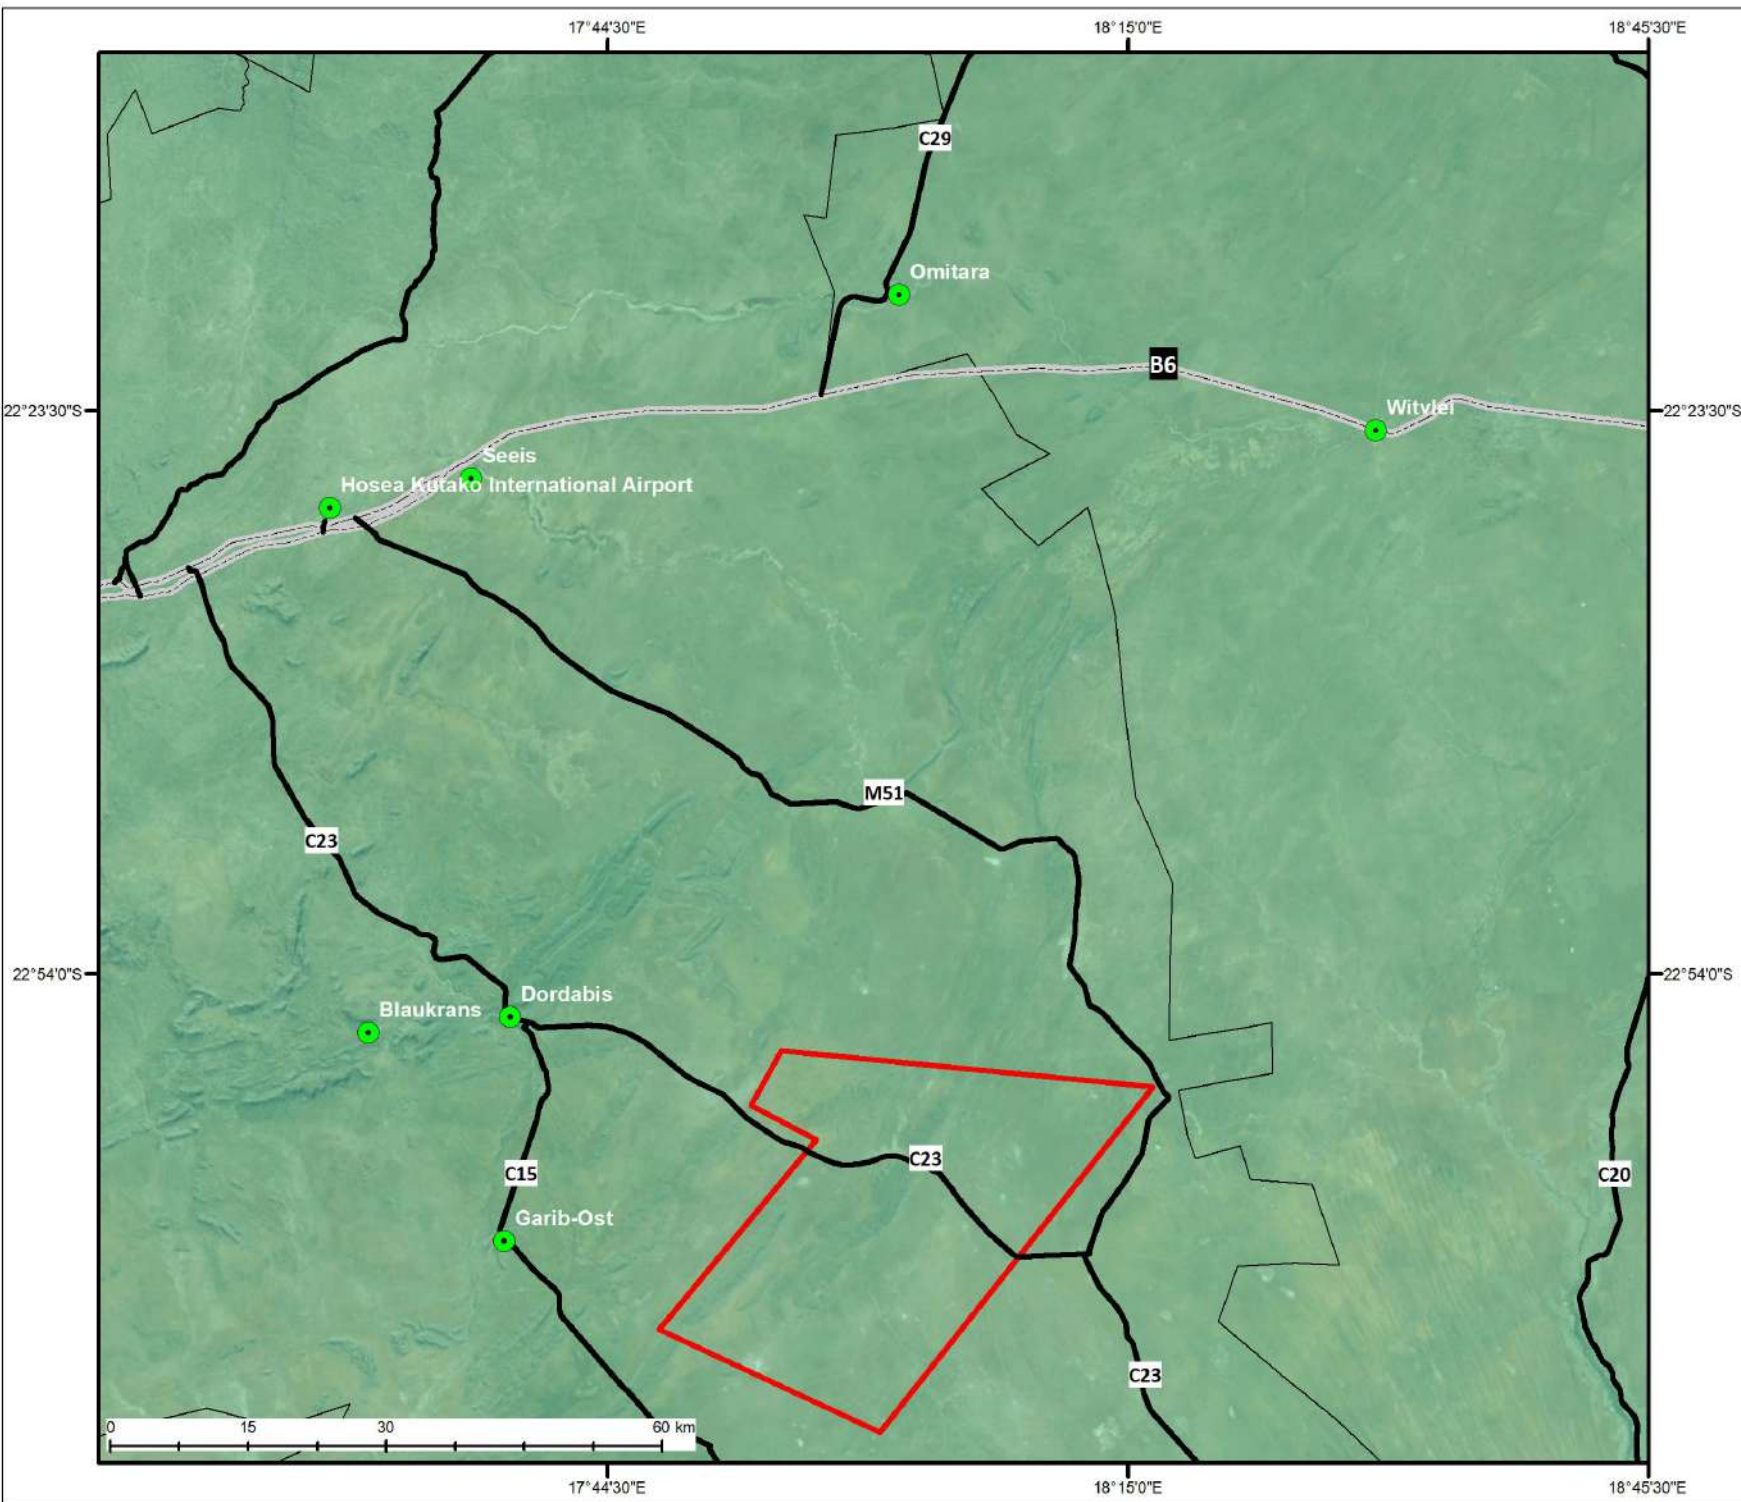 17°44'30"E
18°15'0"E
18°45'30"E
C29
Omitara
B6
22°23'30"S
22°23'30"S
Witvlei
Seeis
Hosea Kutako International Airport
M51
C23
22°54'0"S
22°54'0"S
Dordabis
Blaukrans
C23
C15
C20
Garib-Ost
C23
0 15 30 60 km
17°44'30"E
18°15'0"E
18°45'30"E